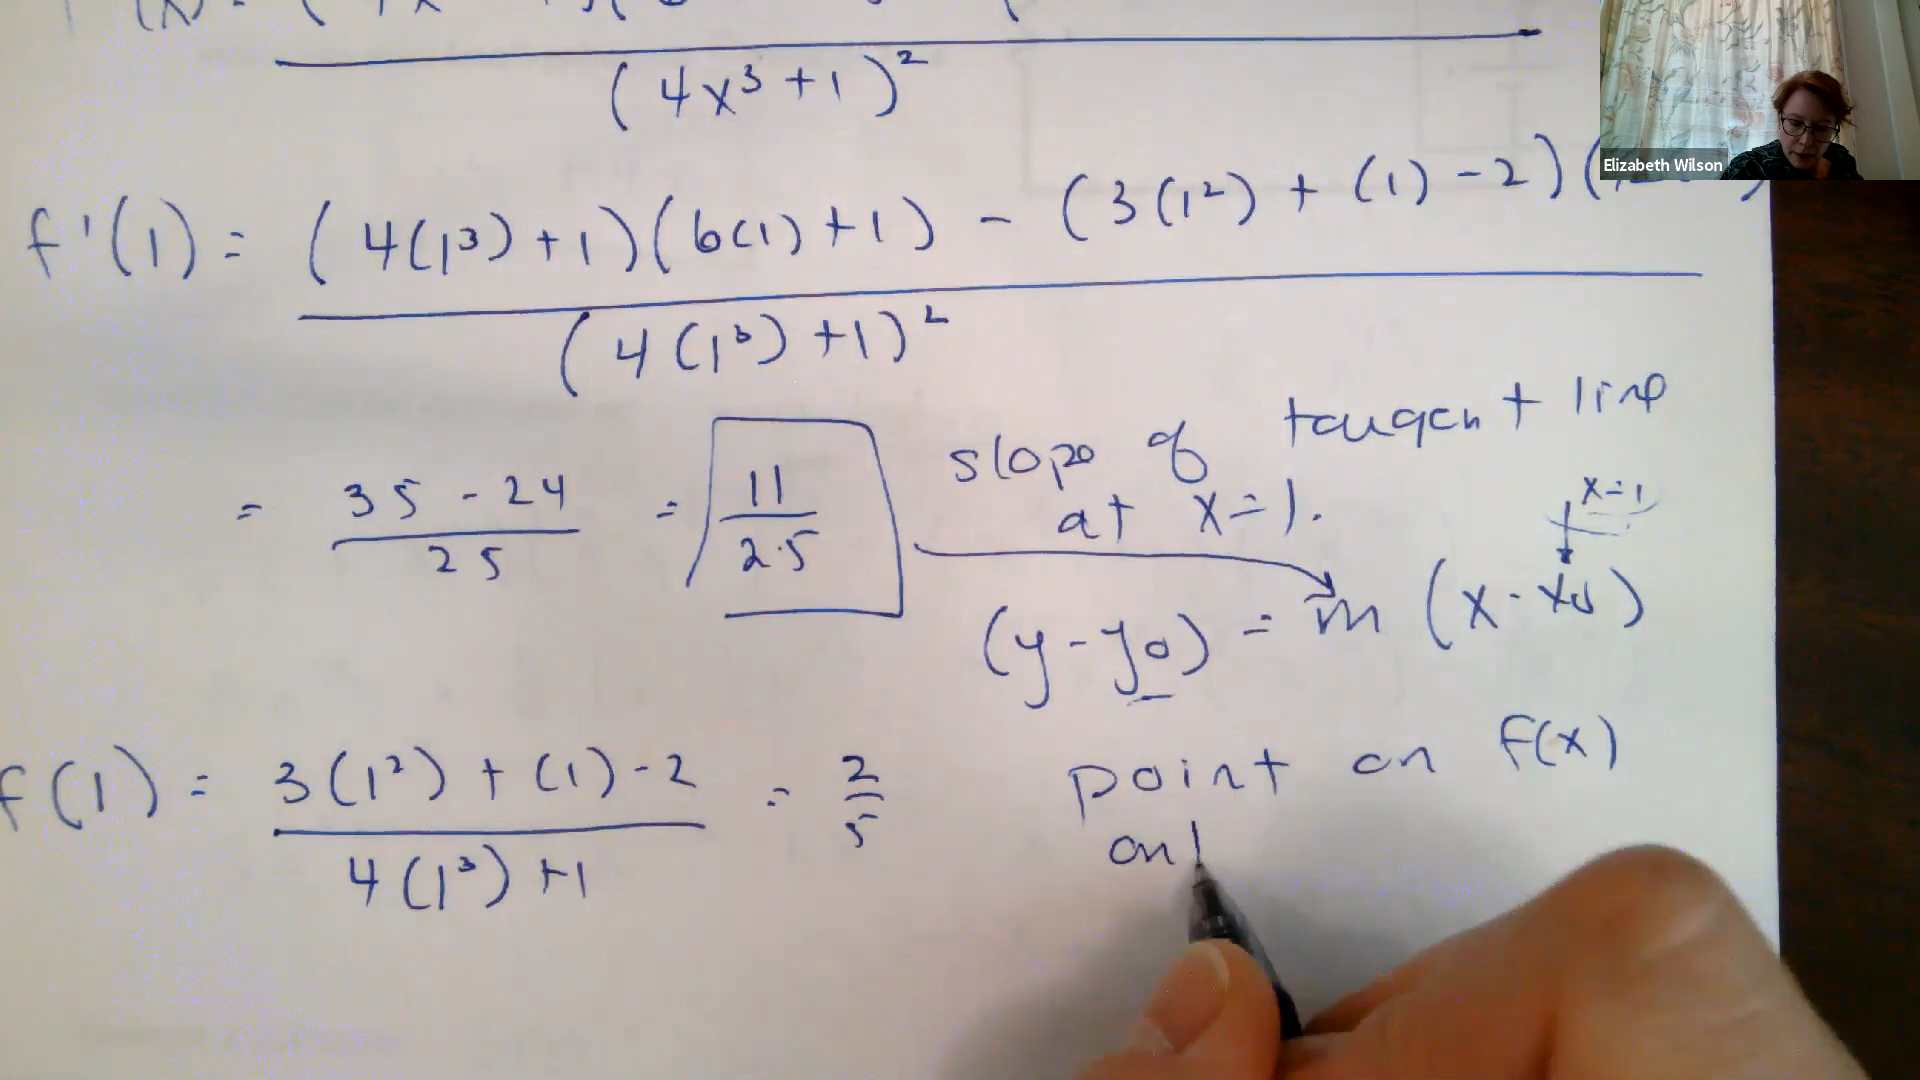 (4x³ + 1)²
Elizabeth Wilson
f'(1) = (4(1³) + 1)(6(1) + 1) - (3(1²) + (1) - 2)(
(4(1³) + 1)²
= 35 - 24 / 25 = 11 / 25
slope of tangent line
at x = 1.
x = 1
(y - y₀) = m (x - x₀)
f(1) = 3(1²) + (1) - 2 / 4(1³) + 1 = 2 / 5
point on f(x)
on